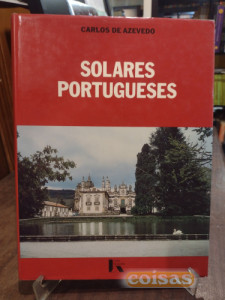 CARLOS DE AZEVEDO
SOLARES
PORTUGUESES
coisas